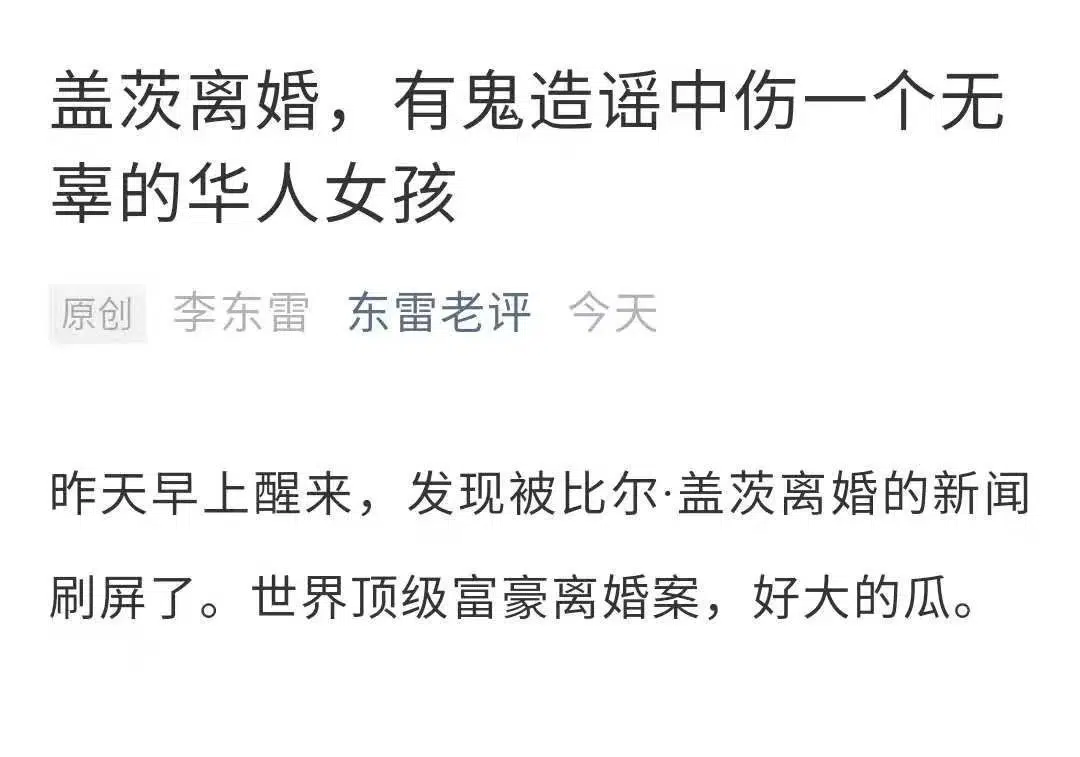 盖茨离婚，有鬼造谣中伤一个无
辜的华人女孩
原创 李东雷 东雷老评 今天
昨天早上醒来，发现被比尔·盖茨离婚的新闻
刷屏了。世界顶级富豪离婚案，好大的瓜。